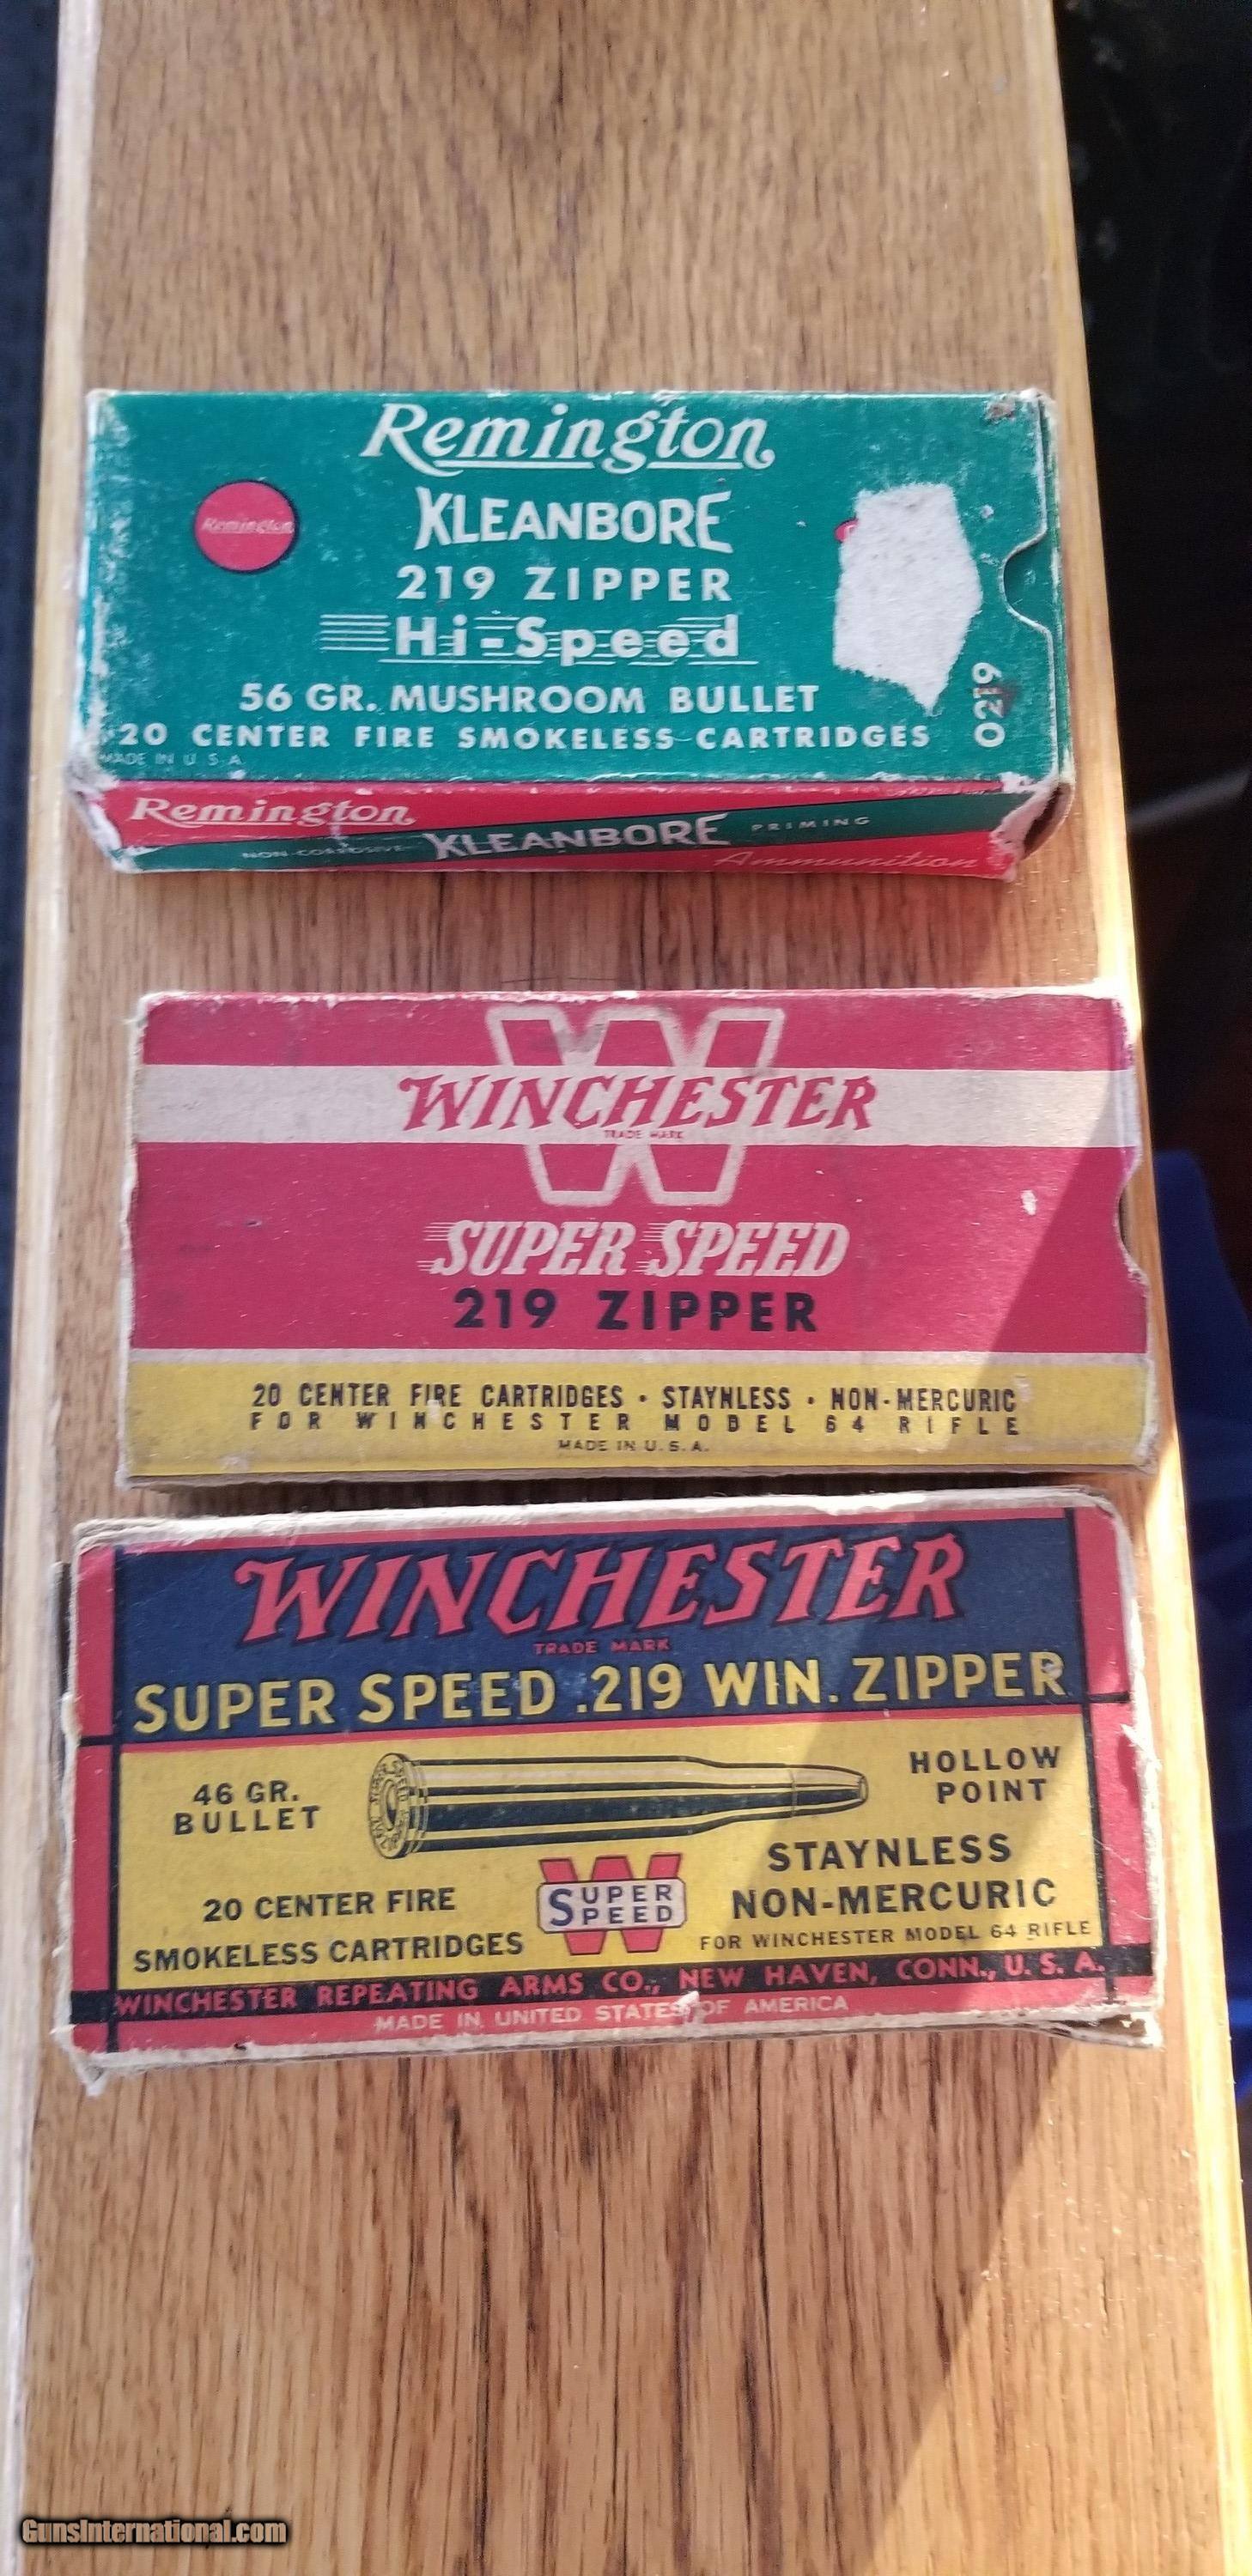 Remington
KLEANBORE
Remington
219 ZIPPER
Hi-Speed
56 GR. MUSHROOM BULLET
20 CENTER FIRE SMOKELESS CARTRIDGES
MADE IN U.S.A.
0219
Remington
NON-CORROSIVE KLEANBORE PRIMING
Ammunition
WINCHESTER
TRADE MARK
SUPER SPEED
219 ZIPPER
20 CENTER FIRE CARTRIDGES · STAYNLESS · NON-MERCURIC
FOR WINCHESTER MODEL 64 RIFLE
MADE IN U.S.A.
WINCHESTER
TRADE MARK
SUPER SPEED .219 WIN. ZIPPER
46 GR.
BULLET
HOLLOW
POINT
20 CENTER FIRE
SMOKELESS CARTRIDGES
W
SUPER
SPEED
STAYNLESS
NON-MERCURIC
FOR WINCHESTER MODEL 64 RIFLE
WINCHESTER REPEATING ARMS CO., NEW HAVEN, CONN., U.S.A.
MADE IN UNITED STATES OF AMERICA
GunsInternational.com